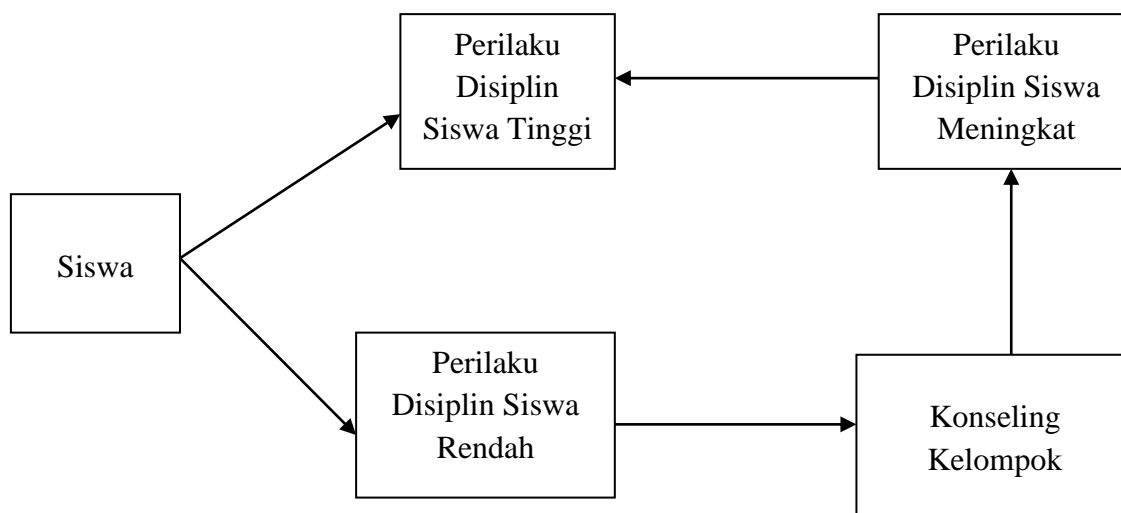 Perilaku
Disiplin
Siswa Tinggi
Perilaku
Disiplin Siswa
Meningkat
Siswa
Perilaku
Disiplin Siswa
Rendah
Konseling
Kelompok